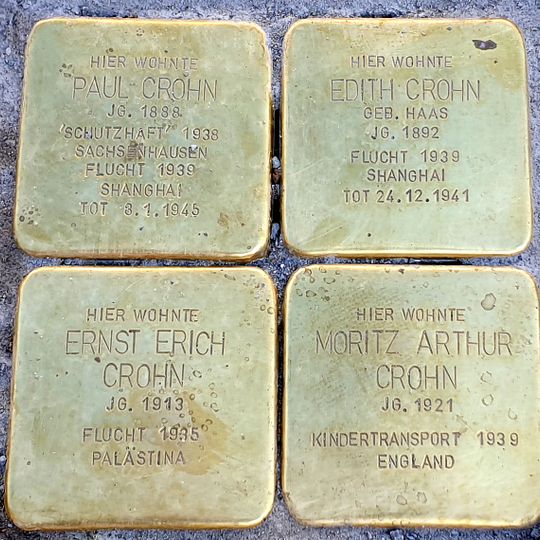 HIER WOHNTE
PAUL CROHN
JG. 1888
'SCHUTZHAFT' 1938
SACHSENHAUSEN
FLUCHT 1939
SHANGHAI
TOT 8.1.1945
HIER WOHNTE
EDITH CROHN
GEB. HAAS
JG. 1892
FLUCHT 1939
SHANGHAI
TOT 24.12.1941
HIER WOHNTE
ERNST ERICH
CROHN
JG. 1913
FLUCHT 1935
PALÄSTINA
HIER WOHNTE
MORITZ ARTHUR
CROHN
JG. 1921
KINDERTRANSPORT 1939
ENGLAND